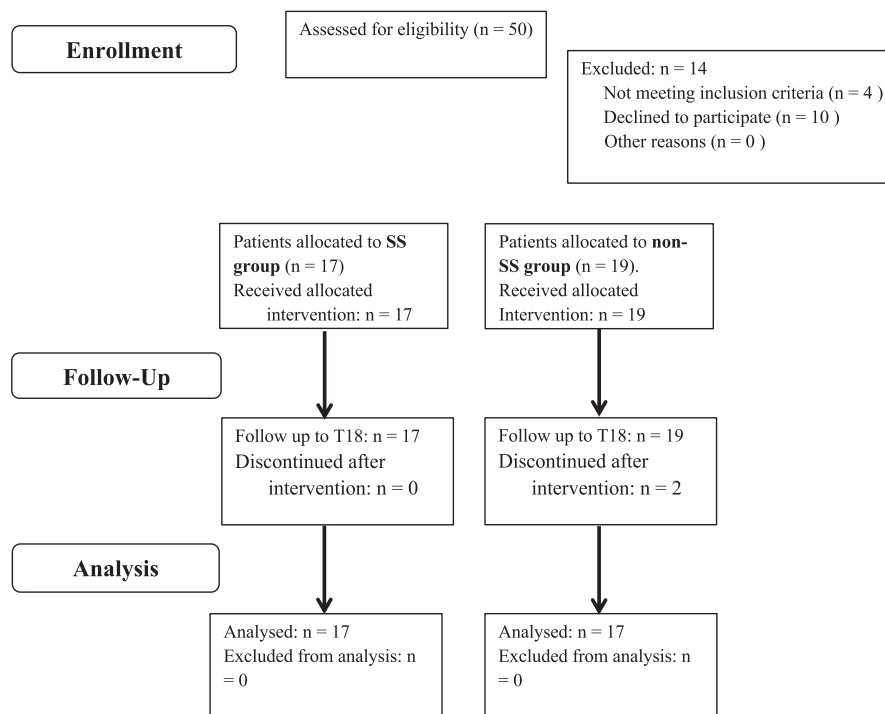 Enrollment
Assessed for eligibility (n = 50)
Excluded: n = 14
Not meeting inclusion criteria (n = 4 )
Declined to participate (n = 10 )
Other reasons (n = 0 )
Patients allocated to SS
group (n = 17)
Received allocated
intervention: n = 17
Patients allocated to non-
SS group (n = 19).
Received allocated
Intervention: n = 19
Follow-Up
Follow up to T18: n = 17
Discontinued after
intervention: n = 0
Follow up to T18: n = 19
Discontinued after
intervention: n = 2
Analysis
Analysed: n = 17
Excluded from analysis: n
= 0
Analysed: n = 17
Excluded from analysis: n
= 0